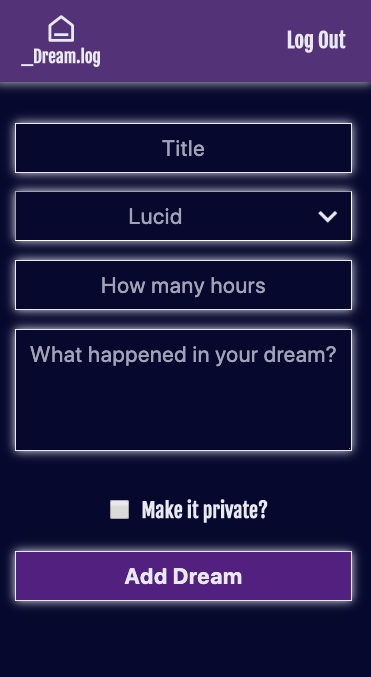 _Dream.log
Log Out
Title
Lucid
How many hours
What happened in your dream?
Make it private?
Add Dream